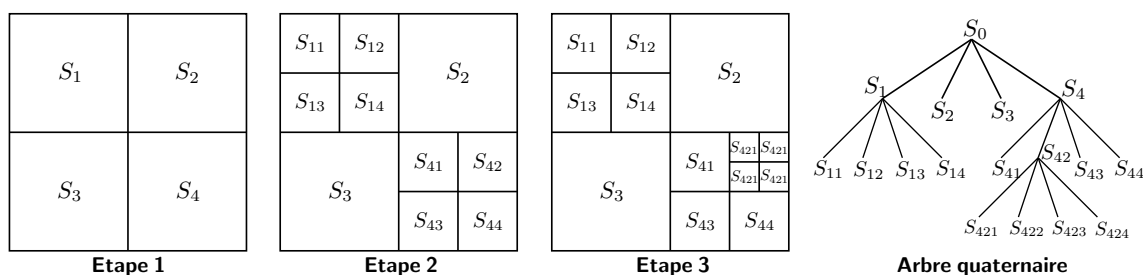 S₁ S₂
S₃ S₄
Etape 1
S₁₁ S₁₂
S₂
S₁₃ S₁₄
S₄₁ S₄₂
S₃
S₄₃ S₄₄
Etape 2
S₁₁ S₁₂
S₂
S₁₃ S₁₄
S₄₂₁ S₄₂₁
S₄₁
S₄₂₁ S₄₂₁
S₃
S₄₃ S₄₄
Etape 3
S₀
S₁ S₂ S₃ S₄
S₁₁ S₁₂ S₁₃ S₁₄ S₄₁ S₄₂ S₄₃ S₄₄
S₄₂₁ S₄₂₂ S₄₂₃ S₄₂₄
Arbre quaternaire